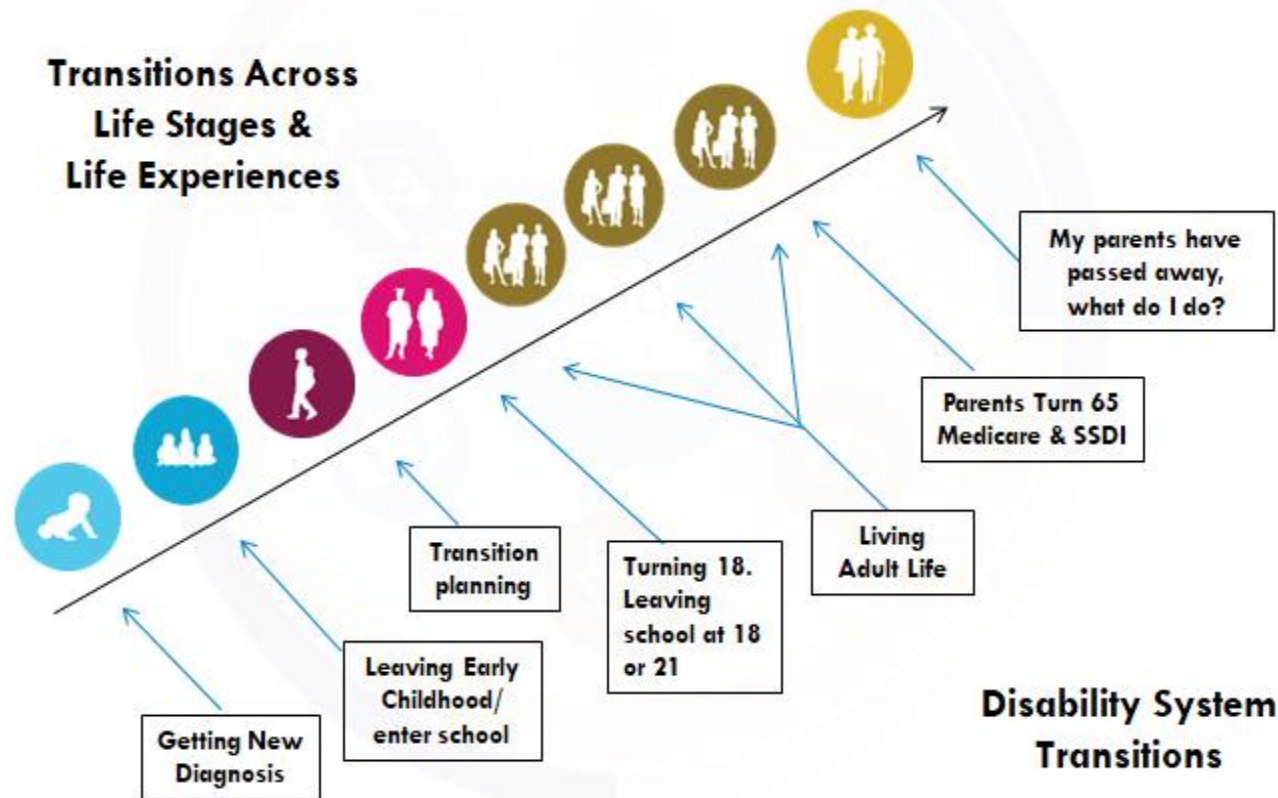 Transitions Across
Life Stages &
Life Experiences
My parents have
passed away,
what do I do?
Parents Turn 65
Medicare & SSDI
Living
Adult Life
Turning 18.
Leaving
school at 18
or 21
Transition
planning
Leaving Early
Childhood/
enter school
Getting New
Diagnosis
Disability System
Transitions